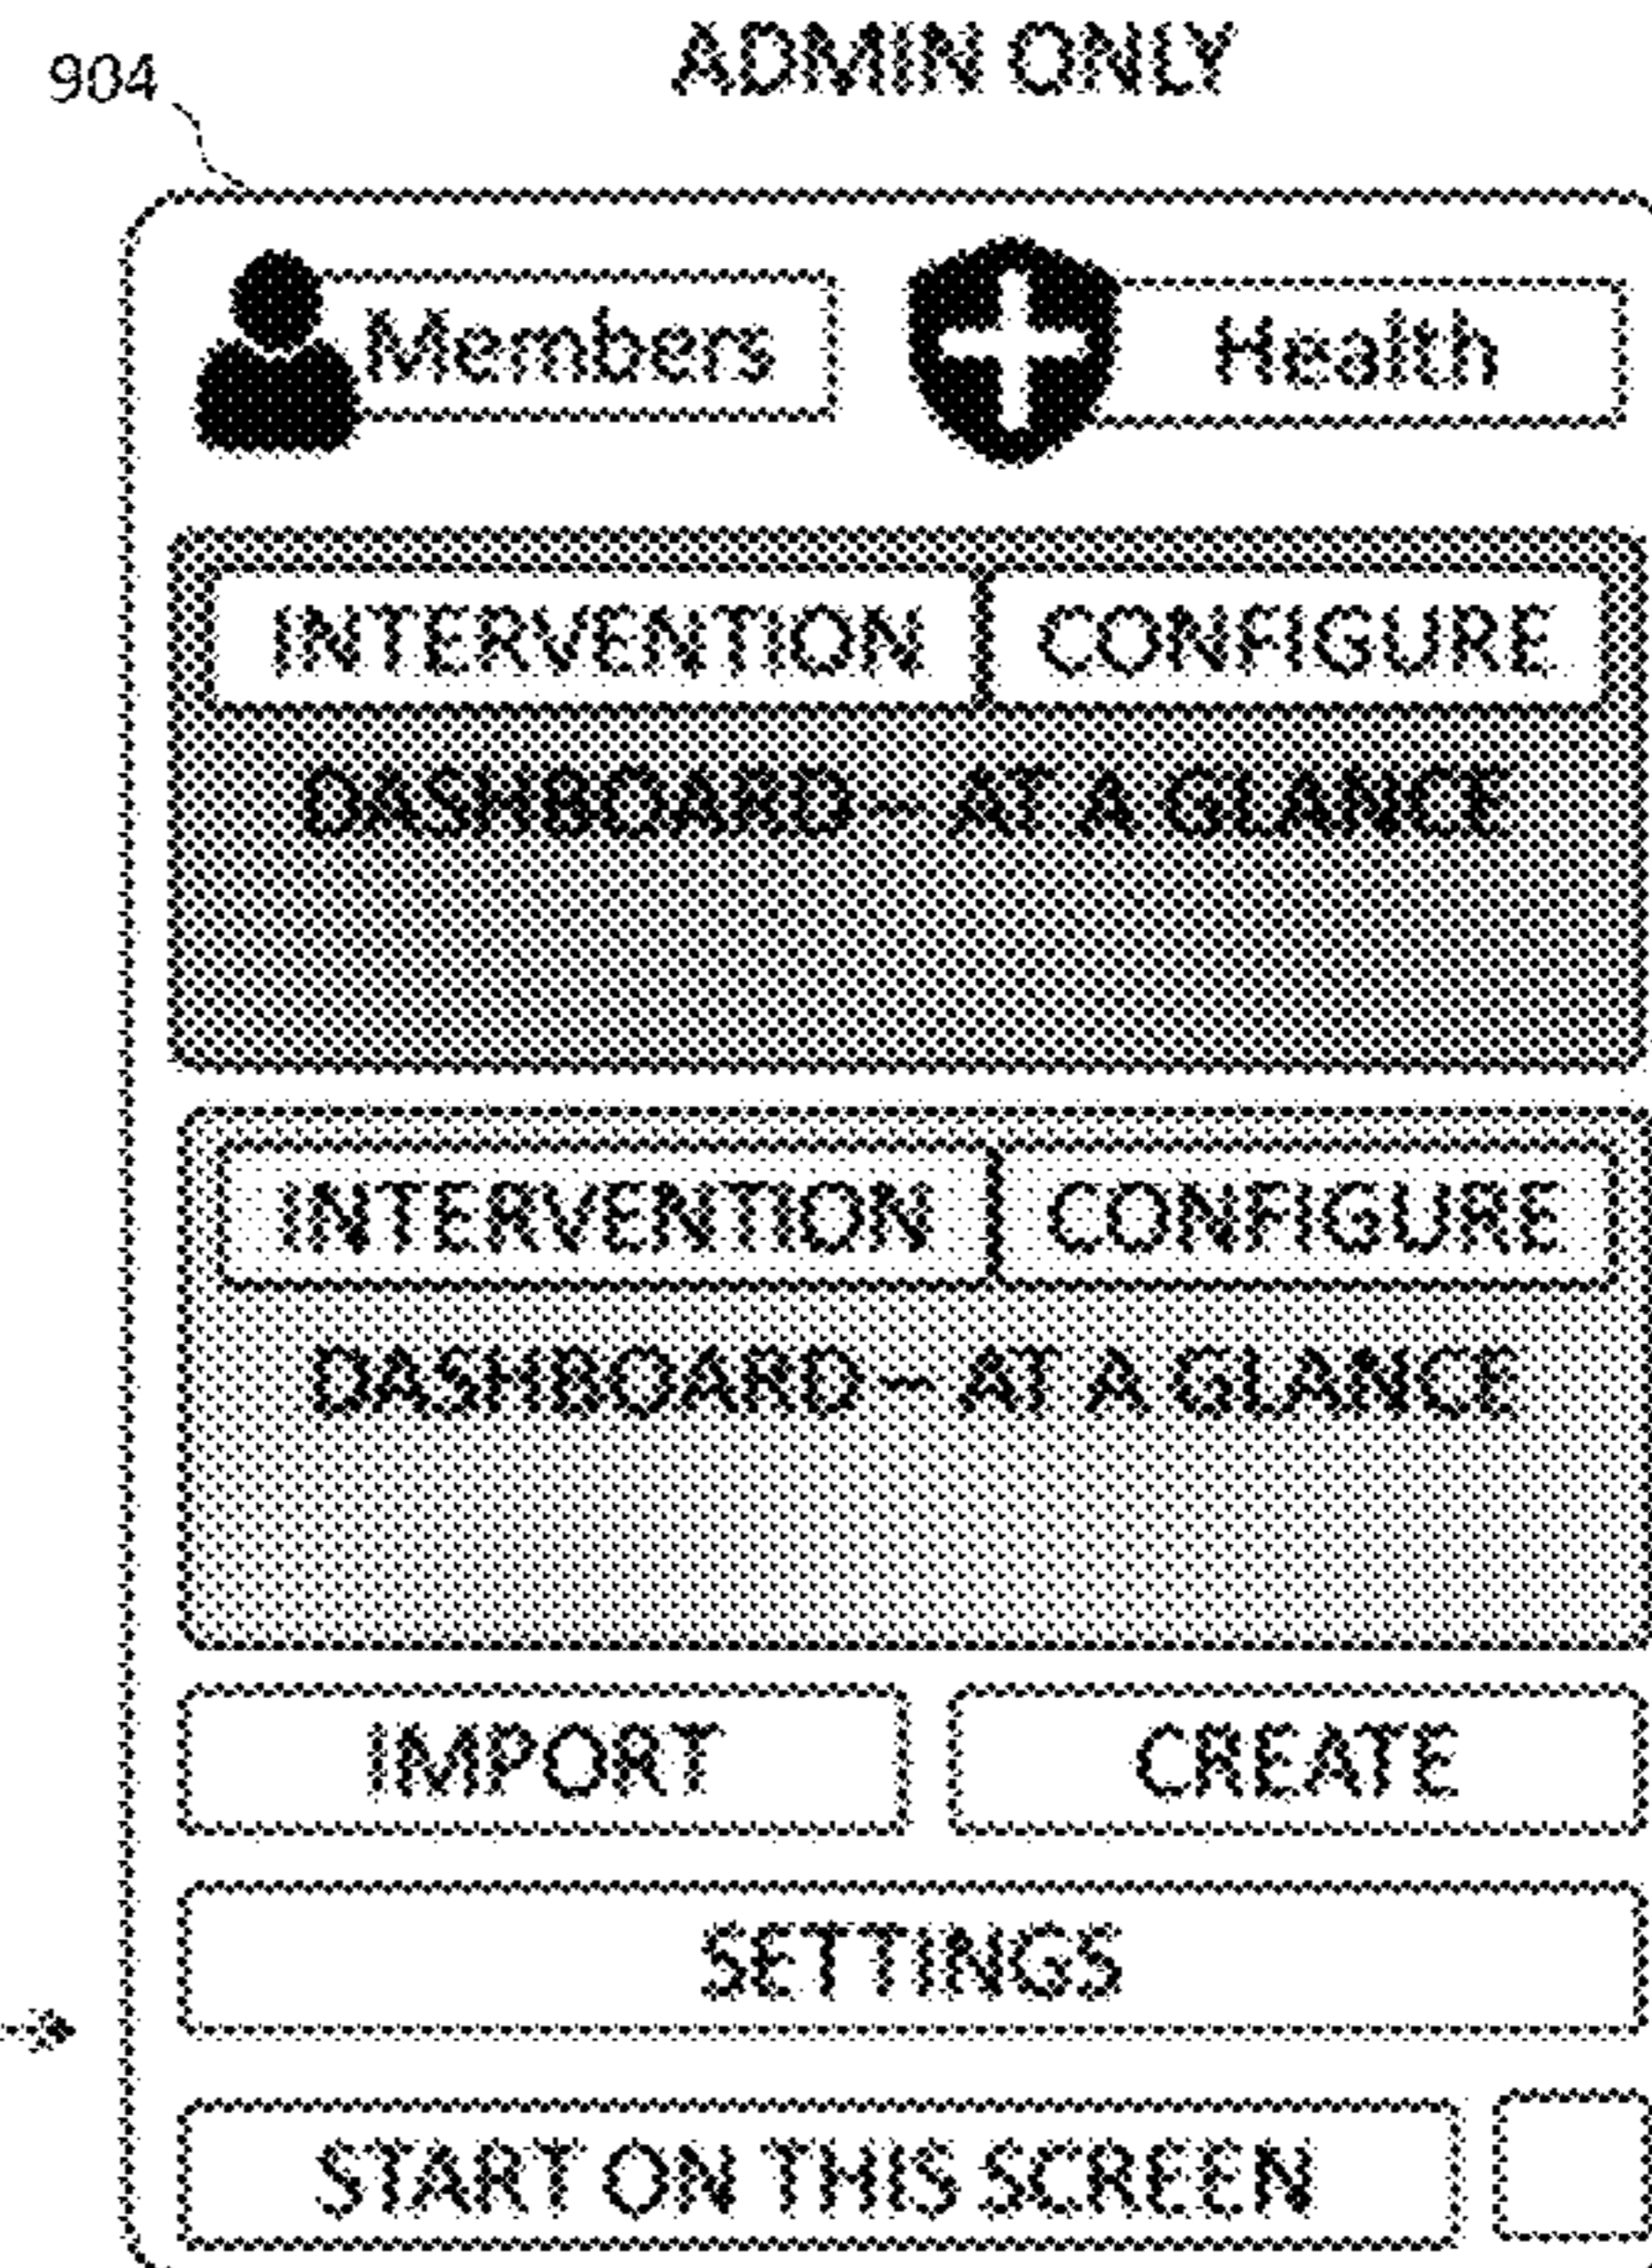 ADMIN ONLY
904
Members Health
INTERVENTION CONFIGURE
DASHBOARD – AT A GLANCE
INTERVENTION CONFIGURE
DASHBOARD – AT A GLANCE
IMPORT CREATE
SETTINGS
START ON THIS SCREEN